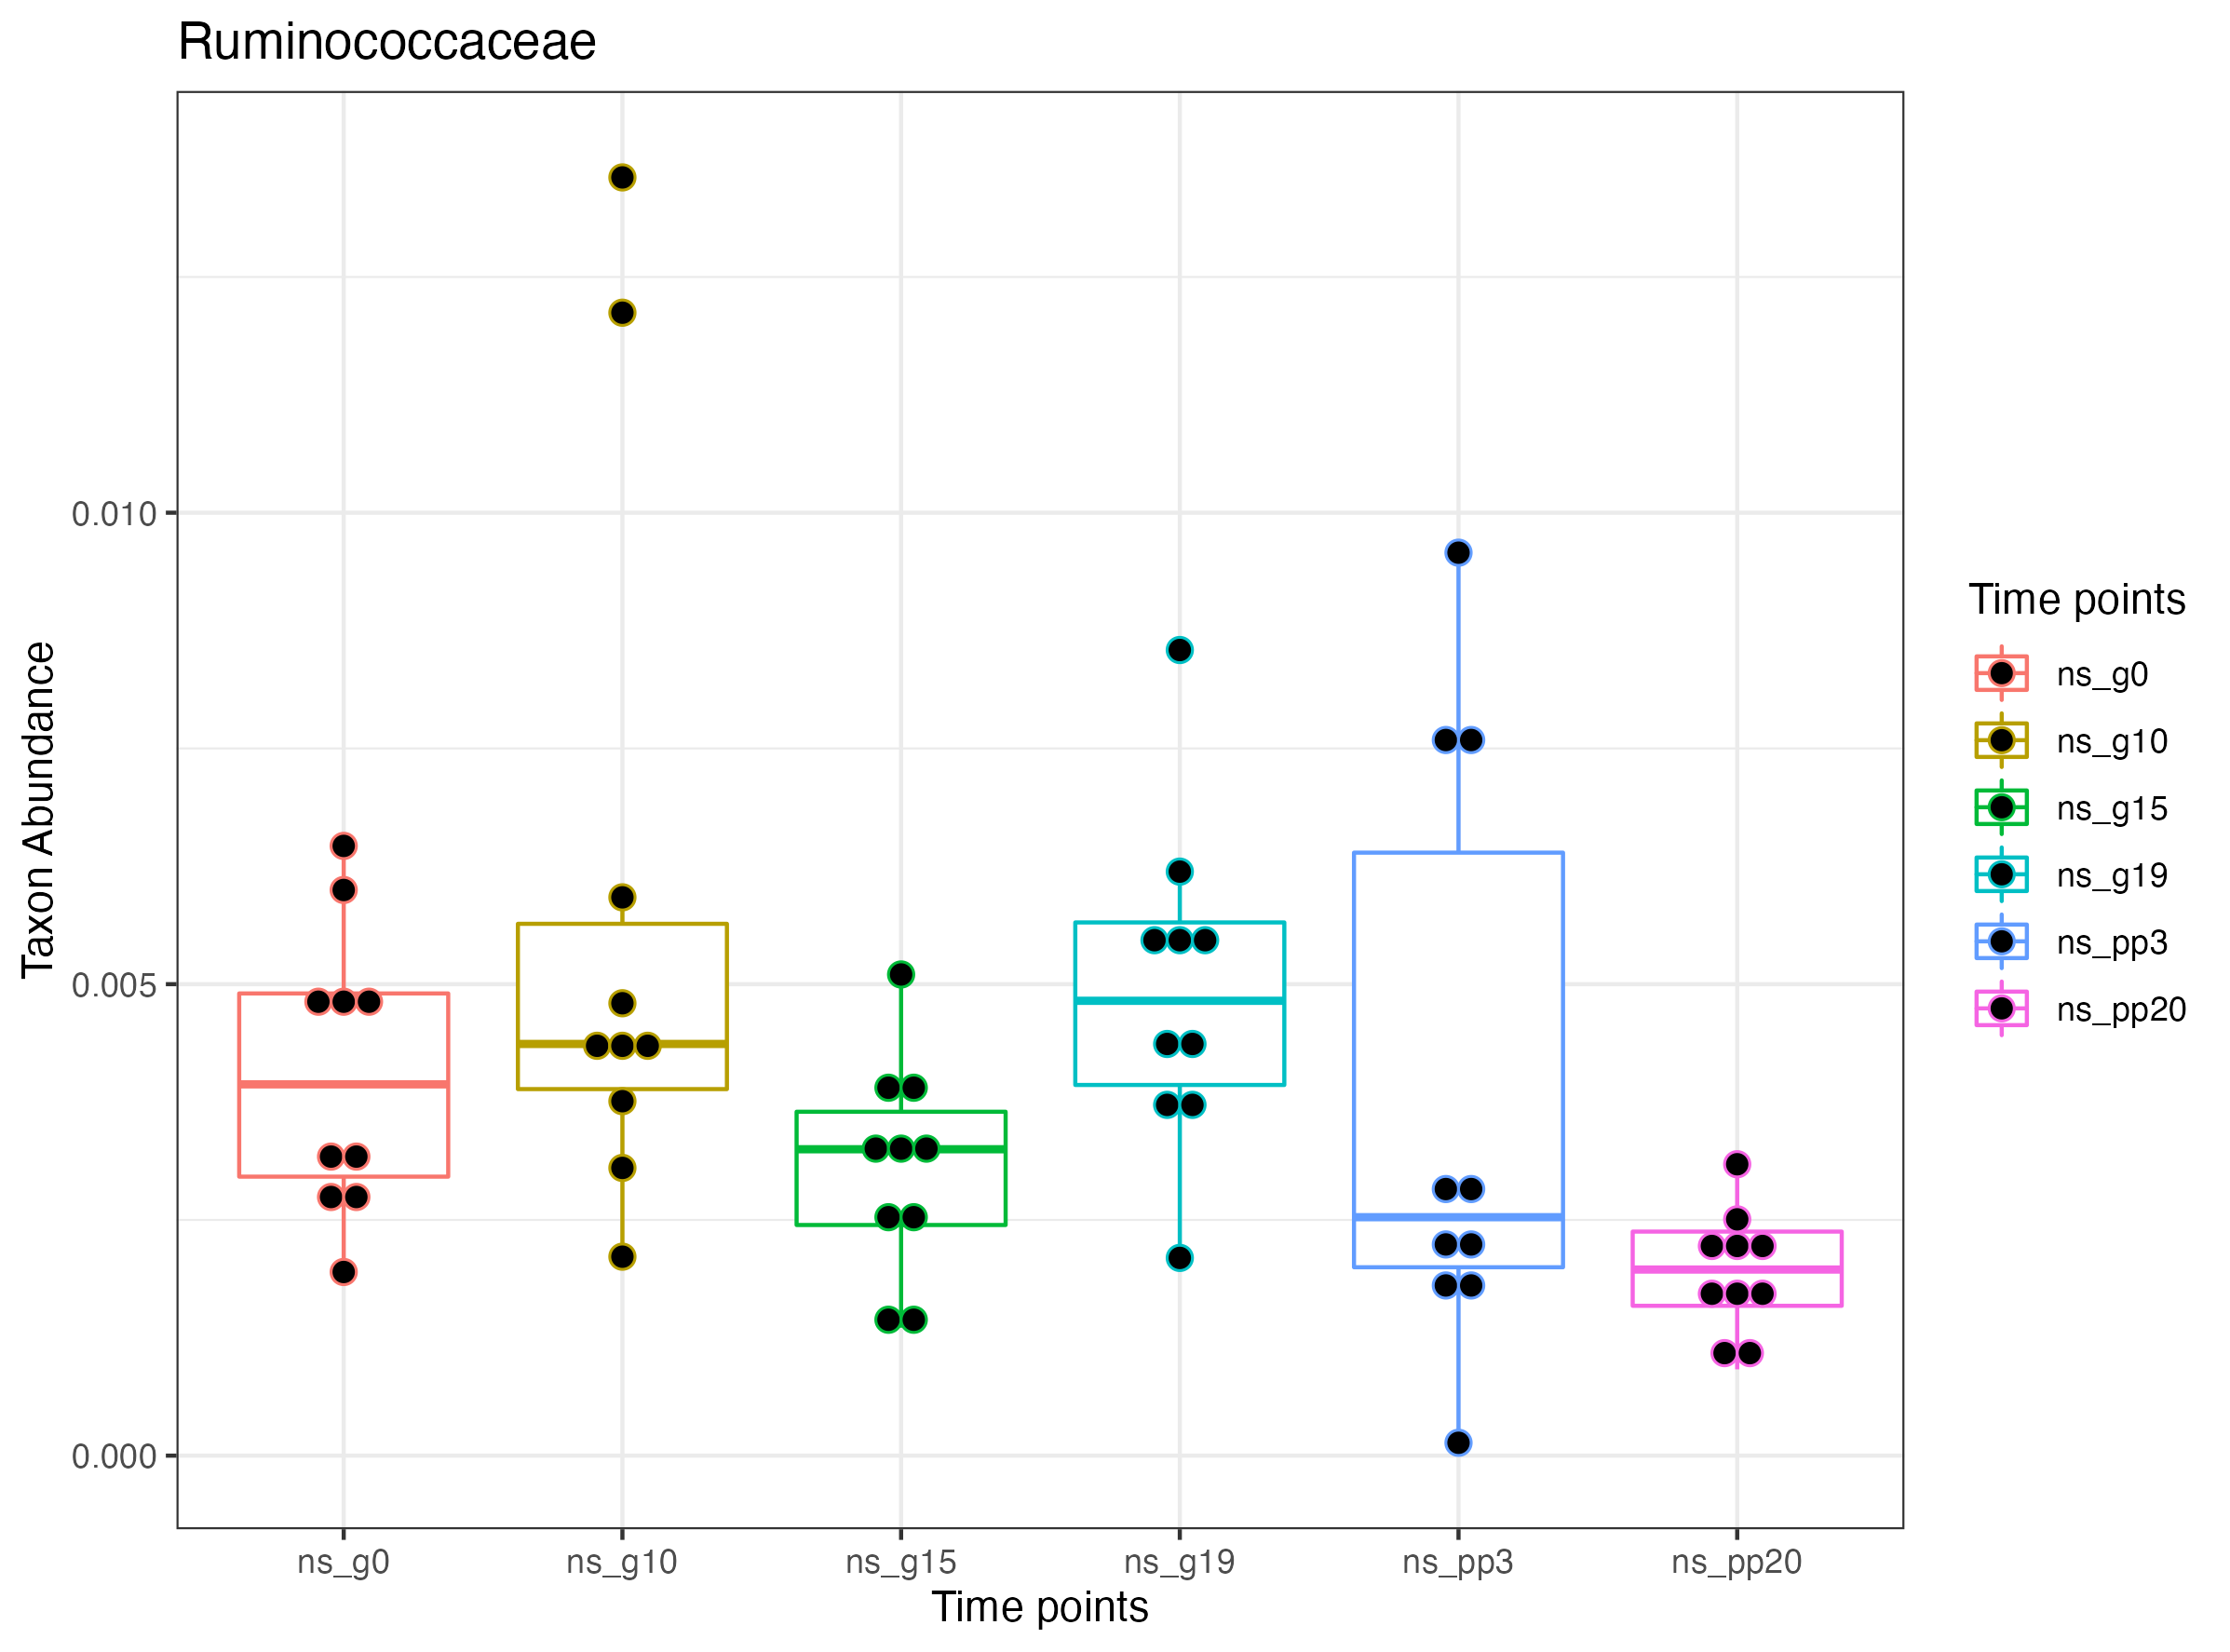 Ruminococcaceae
Taxon Abundance
0.010
0.005
0.000
ns_g0 ns_g10 ns_g15 ns_g19 ns_pp3 ns_pp20
Time points
Time points
ns_g0
ns_g10
ns_g15
ns_g19
ns_pp3
ns_pp20